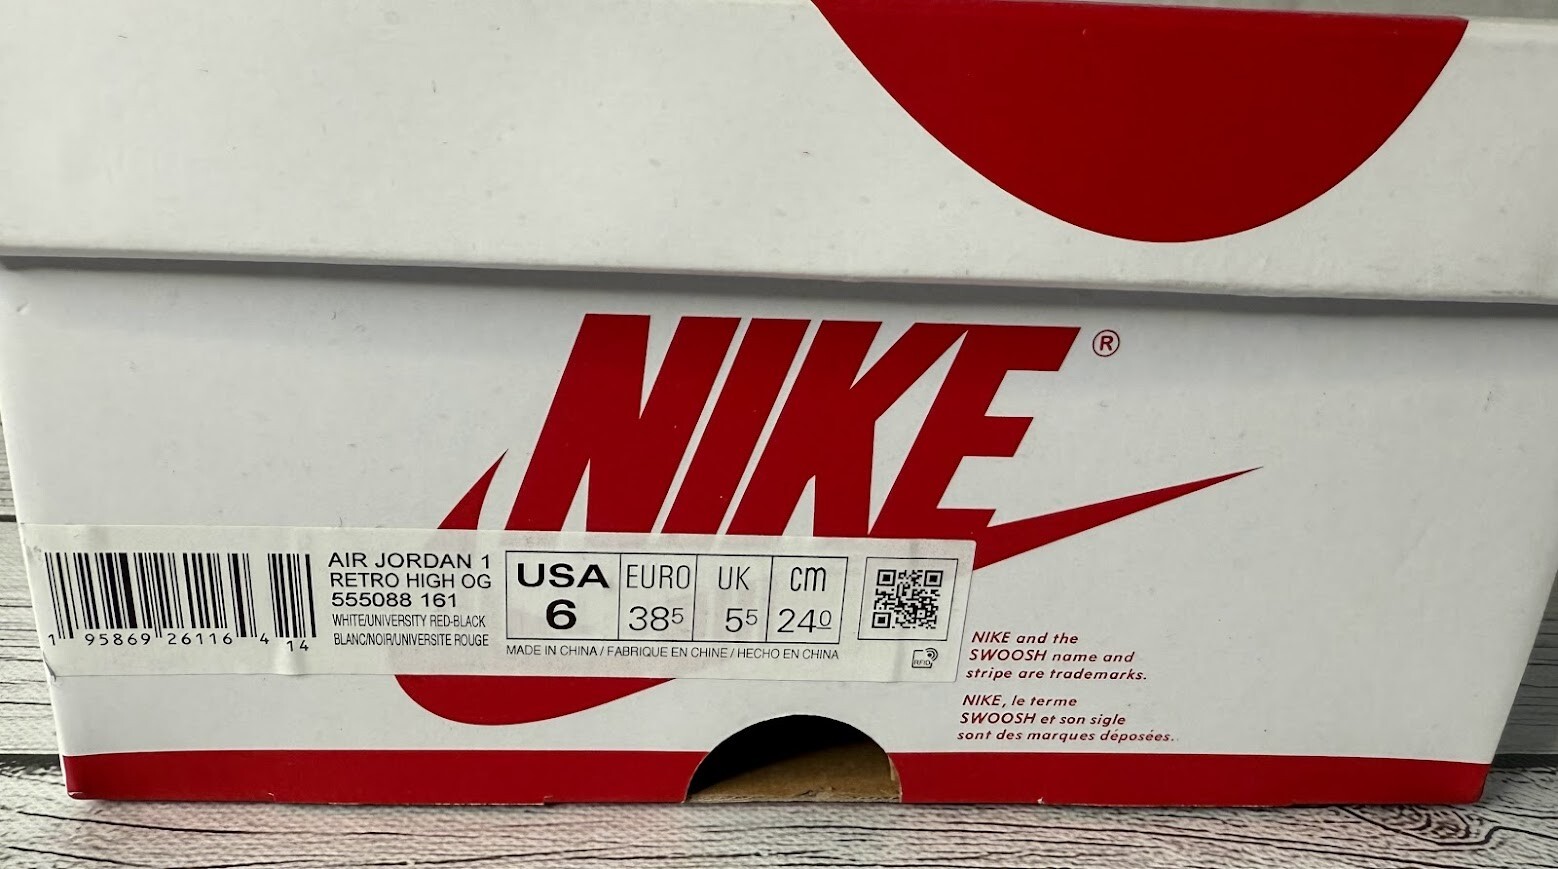 NIKE®
AIR JORDAN 1
RETRO HIGH OG
555088 161
WHITE/UNIVERSITY RED-BLACK
BLANC/NOIR/UNIVERSITE ROUGE
1 95869 26116 4 14
USA EURO UK cm
6 385 55 240
MADE IN CHINA / FABRIQUE EN CHINE / HECHO EN CHINA
RFID
NIKE and the
SWOOSH name and
stripe are trademarks.
NIKE, le terme
SWOOSH et son sigle
sont des marques déposées.